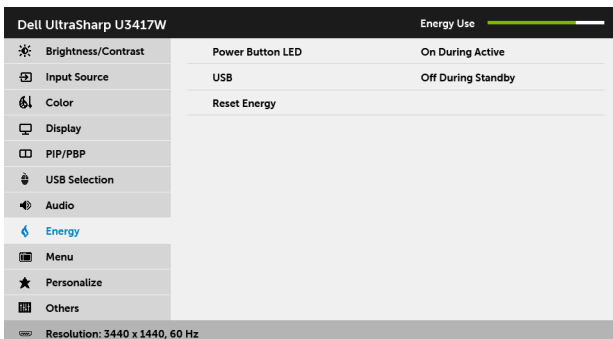 Dell UltraSharp U3417W Energy Use
Brightness/Contrast Power Button LED On During Active
Input Source USB Off During Standby
Color Reset Energy
Display
PIP/PBP
USB Selection
Audio
Energy
Menu
Personalize
Others
Resolution: 3440 x 1440, 60 Hz